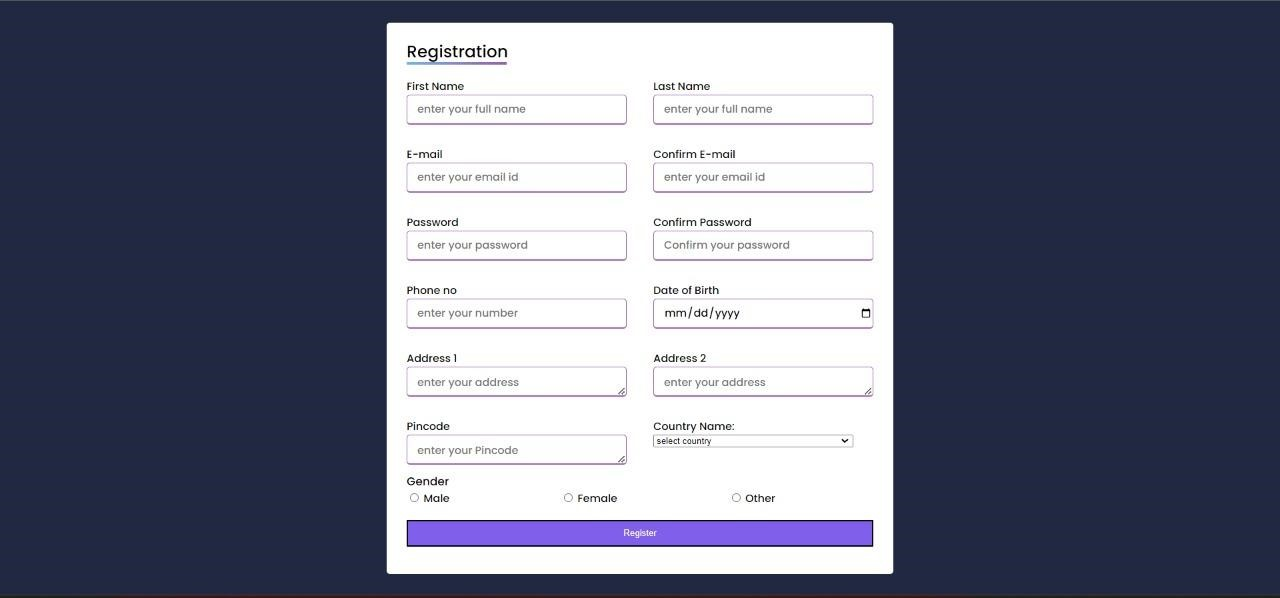 Registration
First Name Last Name
enter your full name enter your full name
E-mail Confirm E-mail
enter your email id enter your email id
Password Confirm Password
enter your password Confirm your password
Phone no Date of Birth
enter your number mm/dd/yyyy
Address 1 Address 2
enter your address enter your address
Pincode Country Name:
enter your Pincode select country
Gender
Male Female Other
Register